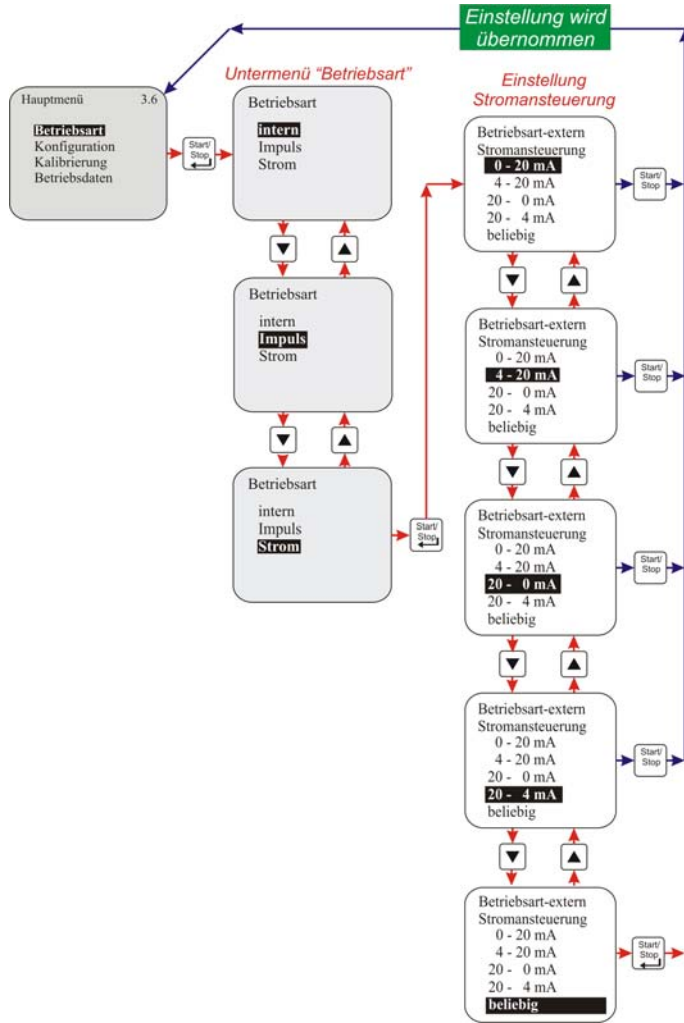 Einstellung wird
übernommen
Untermenü "Betriebsart"
Einstellung
Stromansteuerung
Hauptmenü 3.6
Betriebsart
Konfiguration
Kalibrierung
Betriebsdaten
Start/
Stop
Betriebsart
intern
Impuls
Strom
Betriebsart
intern
Impuls
Strom
Betriebsart
intern
Impuls
Strom
Start/
Stop
Betriebsart-extern
Stromansteuerung
0 - 20 mA
4 - 20 mA
20 - 0 mA
20 - 4 mA
beliebig
Start/
Stop
Betriebsart-extern
Stromansteuerung
0 - 20 mA
4 - 20 mA
20 - 0 mA
20 - 4 mA
beliebig
Start/
Stop
Betriebsart-extern
Stromansteuerung
0 - 20 mA
4 - 20 mA
20 - 0 mA
20 - 4 mA
beliebig
Start/
Stop
Betriebsart-extern
Stromansteuerung
0 - 20 mA
4 - 20 mA
20 - 0 mA
20 - 4 mA
beliebig
Start/
Stop
Betriebsart-extern
Stromansteuerung
0 - 20 mA
4 - 20 mA
20 - 0 mA
20 - 4 mA
beliebig
Start/
Stop